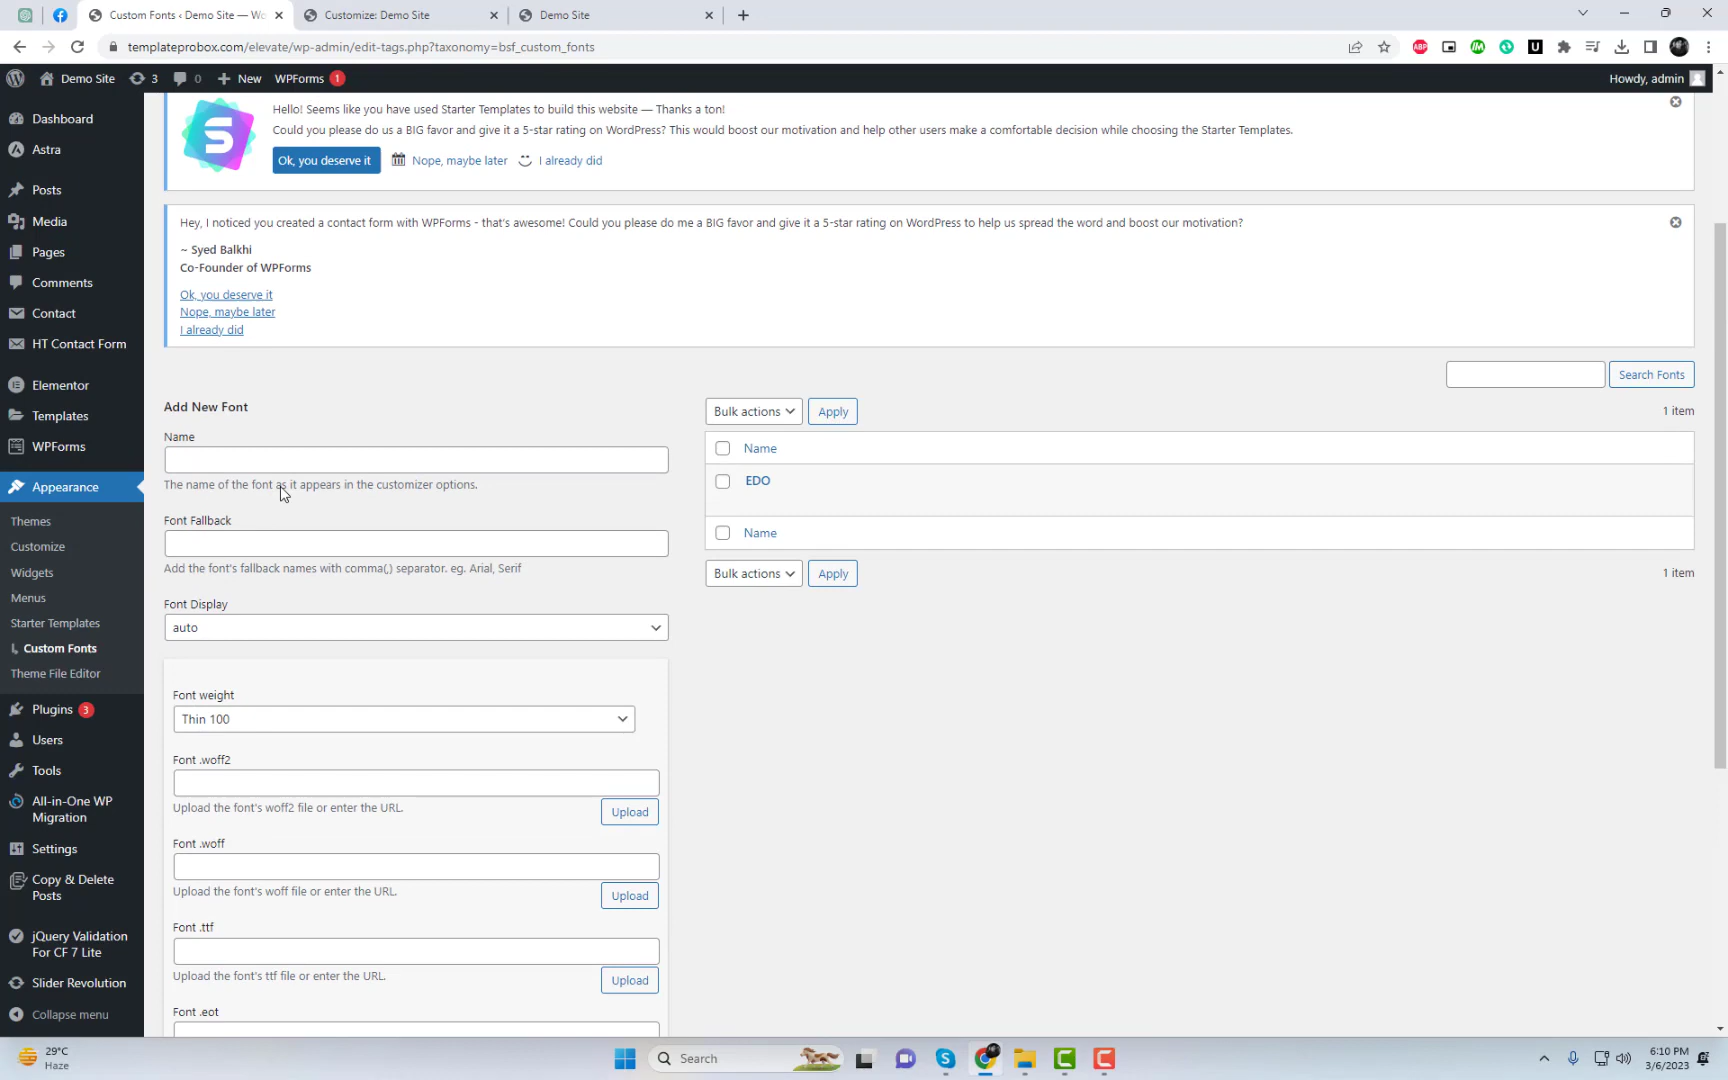 Custom Fonts ‹ Demo Site — Wo
Customize: Demo Site
Demo Site
templateprobox.com/elevate/wp-admin/edit-tags.php?taxonomy=bsf_custom_fonts
ABP
U
Demo Site
3
0
New
WPForms
1
Howdy, admin
Dashboard
Astra
Posts
Media
Pages
Comments
Contact
HT Contact Form
Elementor
Templates
WPForms
Appearance
Themes
Customize
Widgets
Menus
Starter Templates
Custom Fonts
Theme File Editor
Plugins 3
Users
Tools
All-in-One WP
Migration
Settings
Copy & Delete
Posts
jQuery Validation
For CF 7 Lite
Slider Revolution
Collapse menu
S
Hello! Seems like you have used Starter Templates to build this website — Thanks a ton!
Could you please do us a BIG favor and give it a 5-star rating on WordPress? This would boost our motivation and help other users make a comfortable decision while choosing the Starter Templates.
Ok, you deserve it
Nope, maybe later
I already did
Hey, I noticed you created a contact form with WPForms - that's awesome! Could you please do me a BIG favor and give it a 5-star rating on WordPress to help us spread the word and boost our motivation?
~ Syed Balkhi
Co-Founder of WPForms
Ok, you deserve it
Nope, maybe later
I already did
Search Fonts
Add New Font
Name
The name of the font as it appears in the customizer options.
Font Fallback
Add the font's fallback names with comma(,) separator. eg. Arial, Serif
Font Display
auto
Font weight
Thin 100
Font .woff2
Upload the font's woff2 file or enter the URL.
Upload
Font .woff
Upload the font's woff file or enter the URL.
Upload
Font .ttf
Upload the font's ttf file or enter the URL.
Upload
Font .eot
Bulk actions
Apply
1 item
Name
EDO
Name
Bulk actions
Apply
1 item
29°C
Haze
Search
6:10 PM
3/6/2023